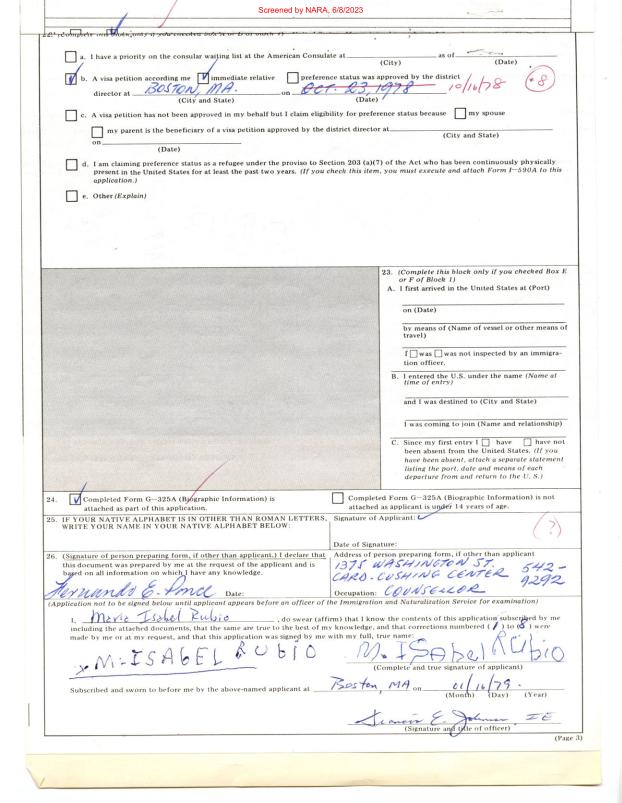 Screened by NARA, 6/8/2023
a. I have a priority on the consular waiting list at the American Consulate at as of
(City) (Date)
b. A visa petition according me immediate relative preference status was approved by the district
director at BOSTON, MA. on OCT. 23, 1978 10/16/78 #8
(City and State) (Date)
c. A visa petition has not been approved in my behalf but I claim eligibility for preference status because my spouse
my parent is the beneficiary of a visa petition approved by the district director at
(City and State)
on
(Date)
d. I am claiming preference status as a refugee under the proviso to Section 203 (a)(7) of the Act who has been continuously physically
present in the United States for at least the past two years. (If you check this item, you must execute and attach Form I-590A to this
application.)
e. Other (Explain)
23. (Complete this block only if you checked Box E
or F of Block 1)
A. I first arrived in the United States at (Port)
on (Date)
by means of (Name of vessel or other means of
travel)
I was was not inspected by an immigra-
tion officer.
B. I entered the U.S. under the name (Name at
time of entry)
and I was destined to (City and State)
I was coming to join (Name and relationship)
C. Since my first entry I have have not
been absent from the United States. (If you
have been absent, attach a separate statement
listing the port, date and means of each
departure from and return to the U. S.)
24. Completed Form G-325A (Biographic Information) is
attached as part of this application.
Completed Form G-325A (Biographic Information) is not
attached as applicant is under 14 years of age.
25. IF YOUR NATIVE ALPHABET IS IN OTHER THAN ROMAN LETTERS,
WRITE YOUR NAME IN YOUR NATIVE ALPHABET BELOW:
Signature of Applicant:
(?)
Date of Signature:
26. (Signature of person preparing form, if other than applicant.) I declare that
this document was prepared by me at the request of the applicant and is
based on all information on which I have any knowledge.
Hernando E. Ponce Date:
Address of person preparing form, if other than applicant
1375 WASHINGTON ST. 542-
CARD. CUSHING CENTER 9292
Occupation: COUNSELLOR
(Application not to be signed below until applicant appears before an officer of the Immigration and Naturalization Service for examination)
I, Maria Isabel Rubio, do swear (affirm) that I know the contents of this application subscribed by me
including the attached documents, that the same are true to the best of my knowledge, and that corrections numbered (1) to (8) were
made by me or at my request, and that this application was signed by me with my full, true name:
x M-ISABEL RUBIO M. ISAbel RUbio
(Complete and true signature of applicant)
Subscribed and sworn to before me by the above-named applicant at Boston, MA on 01/16/79.
(Month) (Day) (Year)
(Signature and title of officer)
(Page 3)